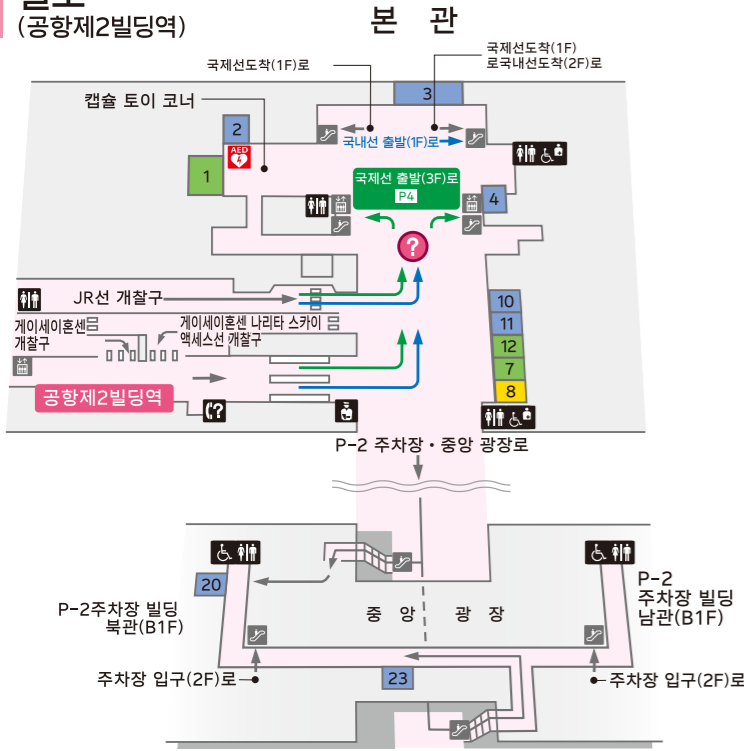 (공항제2빌딩역)
본 관
국제선도착(1F)로
국제선도착(1F)
로국내선도착(2F)로
캡슐 토이 코너
3
2
AED
국내선 출발(1F)로
1
국제선 출발(3F)로
P4
4
?
JR선 개찰구
게이세이혼센
개찰구
게이세이혼센 나리타 스카이
액세스선 개찰구
10
11
12
7
8
공항제2빌딩역
?
P-2 주차장・중앙 광장로
20
P-2주차장 빌딩
북관(B1F)
중 앙 광 장
P-2
주차장 빌딩
남관(B1F)
주차장 입구(2F)로
23
주차장 입구(2F)로